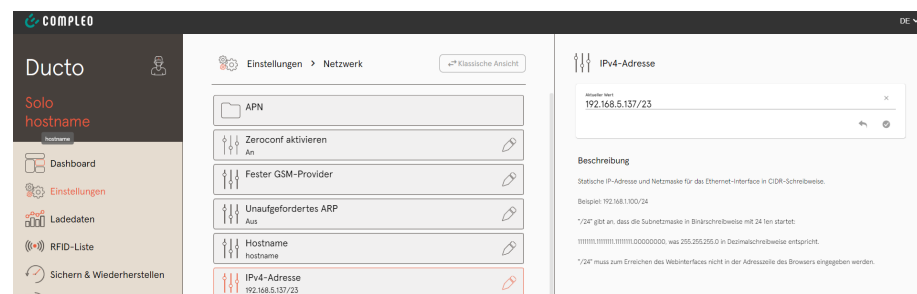 COMPLEO
DE
Ducto
Solo
hostname
hostname
Dashboard
Einstellungen
Ladedaten
RFID-Liste
Sichern & Wiederherstellen
Einstellungen > Netzwerk
Klassische Ansicht
APN
Zeroconf aktivieren
An
Fester GSM-Provider
Unaufgefordertes ARP
Aus
Hostname
hostname
IPv4-Adresse
192.168.5.137/23
IPv4-Adresse
Aktueller Wert
192.168.5.137/23
Beschreibung
Statische IP-Adresse und Netzmaske für das Ethernet-Interface in CIDR-Schreibweise.
Beispiel: 192.168.1.100/24
"/24" gibt an, dass die Subnetzmaske in Binärschreibweise mit 24 1en startet:
11111111.11111111.11111111.00000000, was 255.255.255.0 in Dezimalschreibweise entspricht.
"/24" muss zum Erreichen des Webinterfaces nicht in der Adresszeile des Browsers eingegeben werden.